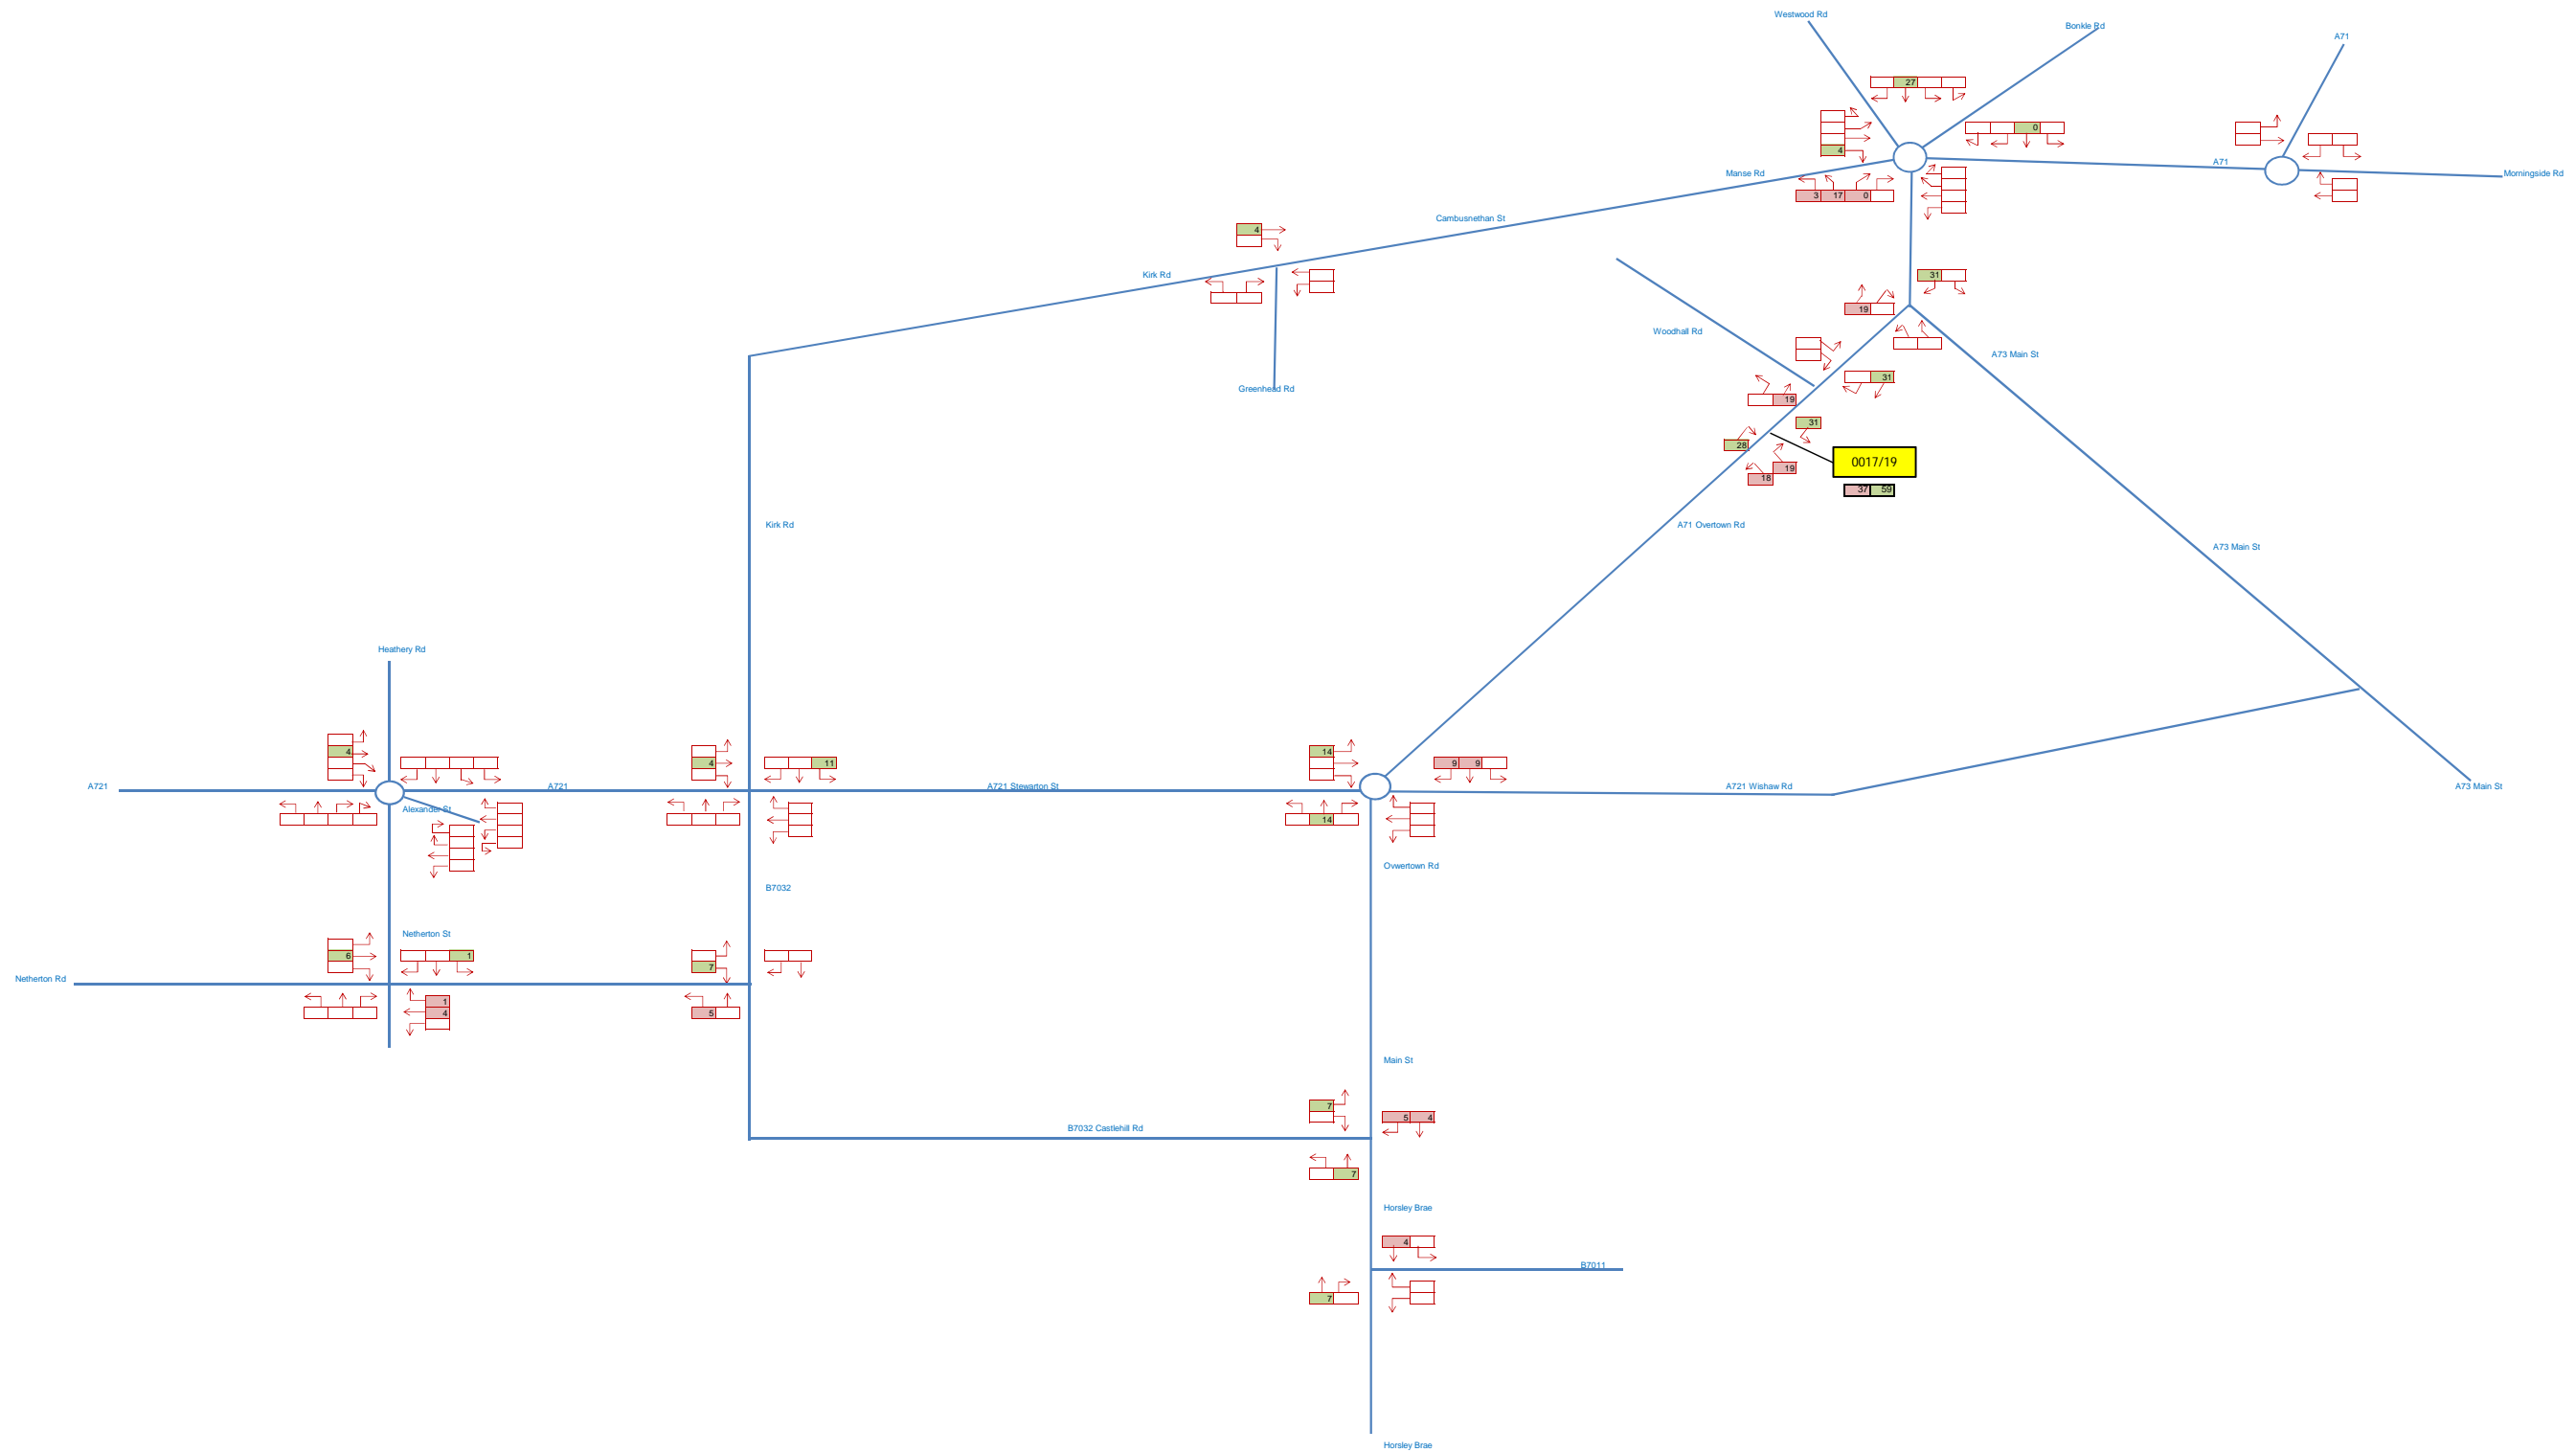 Westwood Rd
Bonkle Rd
A71
27
0
4
A71
Manse Rd
Morningside Rd
3 17 0
Cambusnethan St
4
Kirk Rd
31
19
Woodhall Rd
A73 Main St
31
Greenhead Rd
19
31
28
0017/19
19
18
37 59
Kirk Rd
A71 Overtown Rd
A73 Main St
Heathery Rd
4
4
11
14
9 9
A721
A721
A721 Stewarton St
A721 Wishaw Rd
A73 Main St
Alexander St
14
Ovwertown Rd
B7032
Netherton St
6
1
7
Netherton Rd
1
4
5
Main St
7
5 4
B7032 Castlehill Rd
7
Horsley Brae
4
B7011
7
Horsley Brae